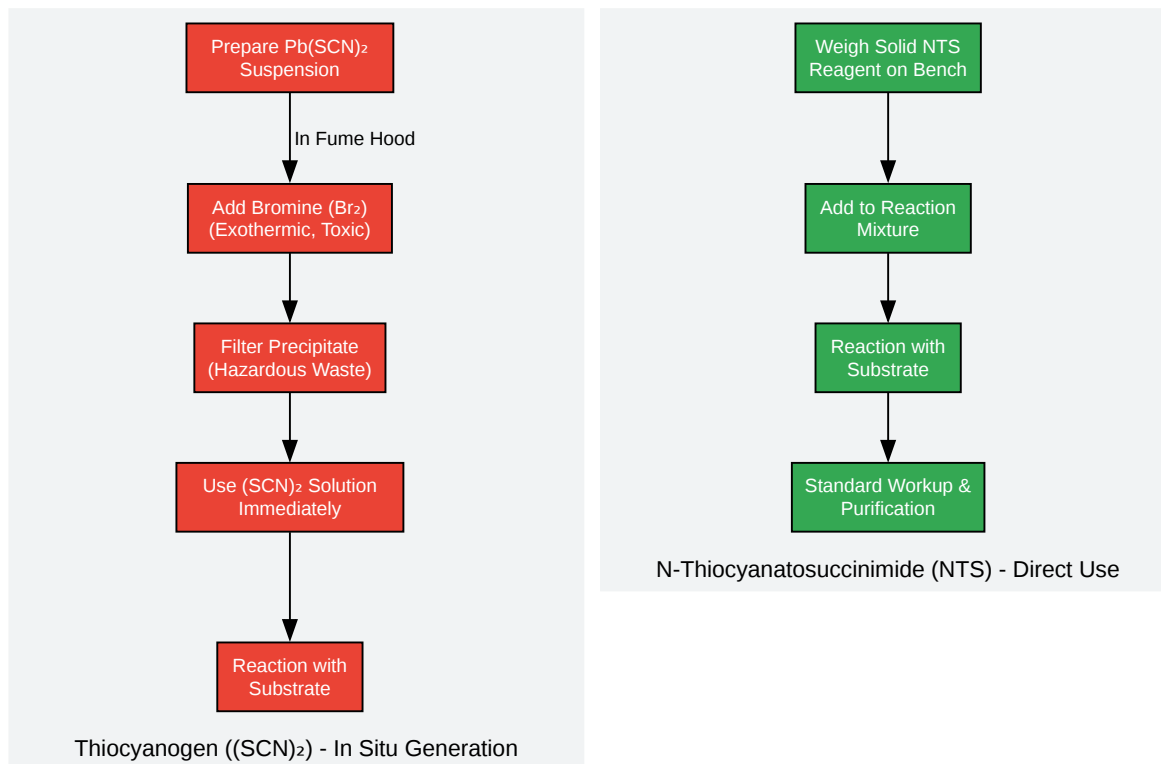 Prepare Pb(SCN)₂
Suspension
In Fume Hood
Add Bromine (Br₂)
(Exothermic, Toxic)
Filter Precipitate
(Hazardous Waste)
Use (SCN)₂ Solution
Immediately
Reaction with
Substrate
Thiocyanogen ((SCN)₂) - In Situ Generation
Weigh Solid NTS
Reagent on Bench
Add to Reaction
Mixture
Reaction with
Substrate
Standard Workup &
Purification
N-Thiocyanatosuccinimide (NTS) - Direct Use